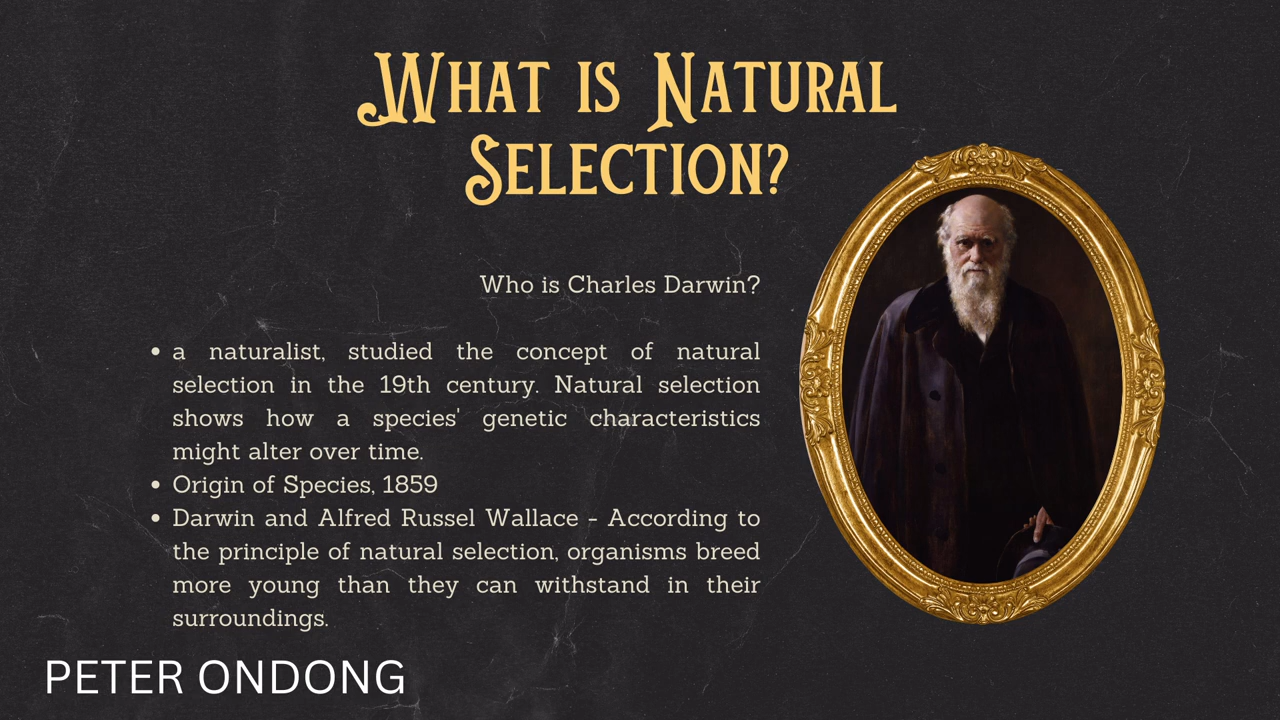 What is Natural
Selection?
Who is Charles Darwin?
• a naturalist, studied the concept of natural
selection in the 19th century. Natural selection
shows how a species' genetic characteristics
might alter over time.
• Origin of Species, 1859
• Darwin and Alfred Russel Wallace - According to
the principle of natural selection, organisms breed
more young than they can withstand in their
surroundings.
PETER ONDONG